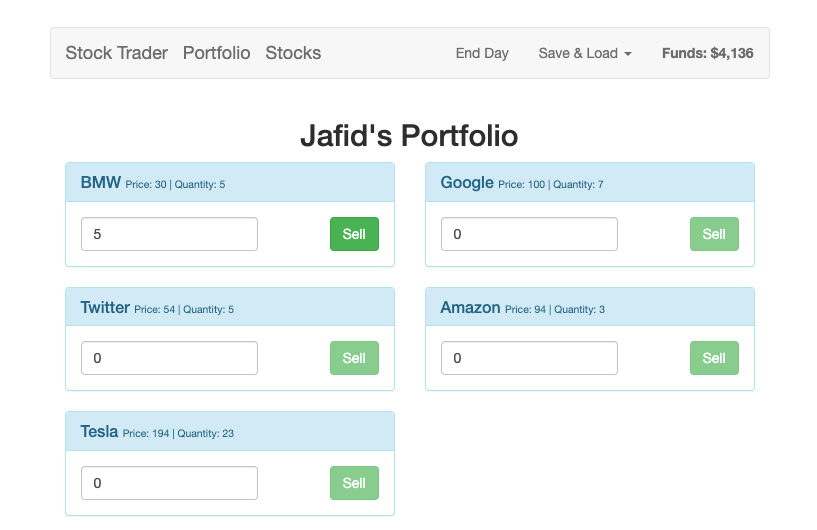 Stock Trader Portfolio Stocks End Day Save & Load Funds: $4,136
Jafid's Portfolio
BMW Price: 30 | Quantity: 5
5 Sell
Google Price: 100 | Quantity: 7
0 Sell
Twitter Price: 54 | Quantity: 5
0 Sell
Amazon Price: 94 | Quantity: 3
0 Sell
Tesla Price: 194 | Quantity: 23
0 Sell